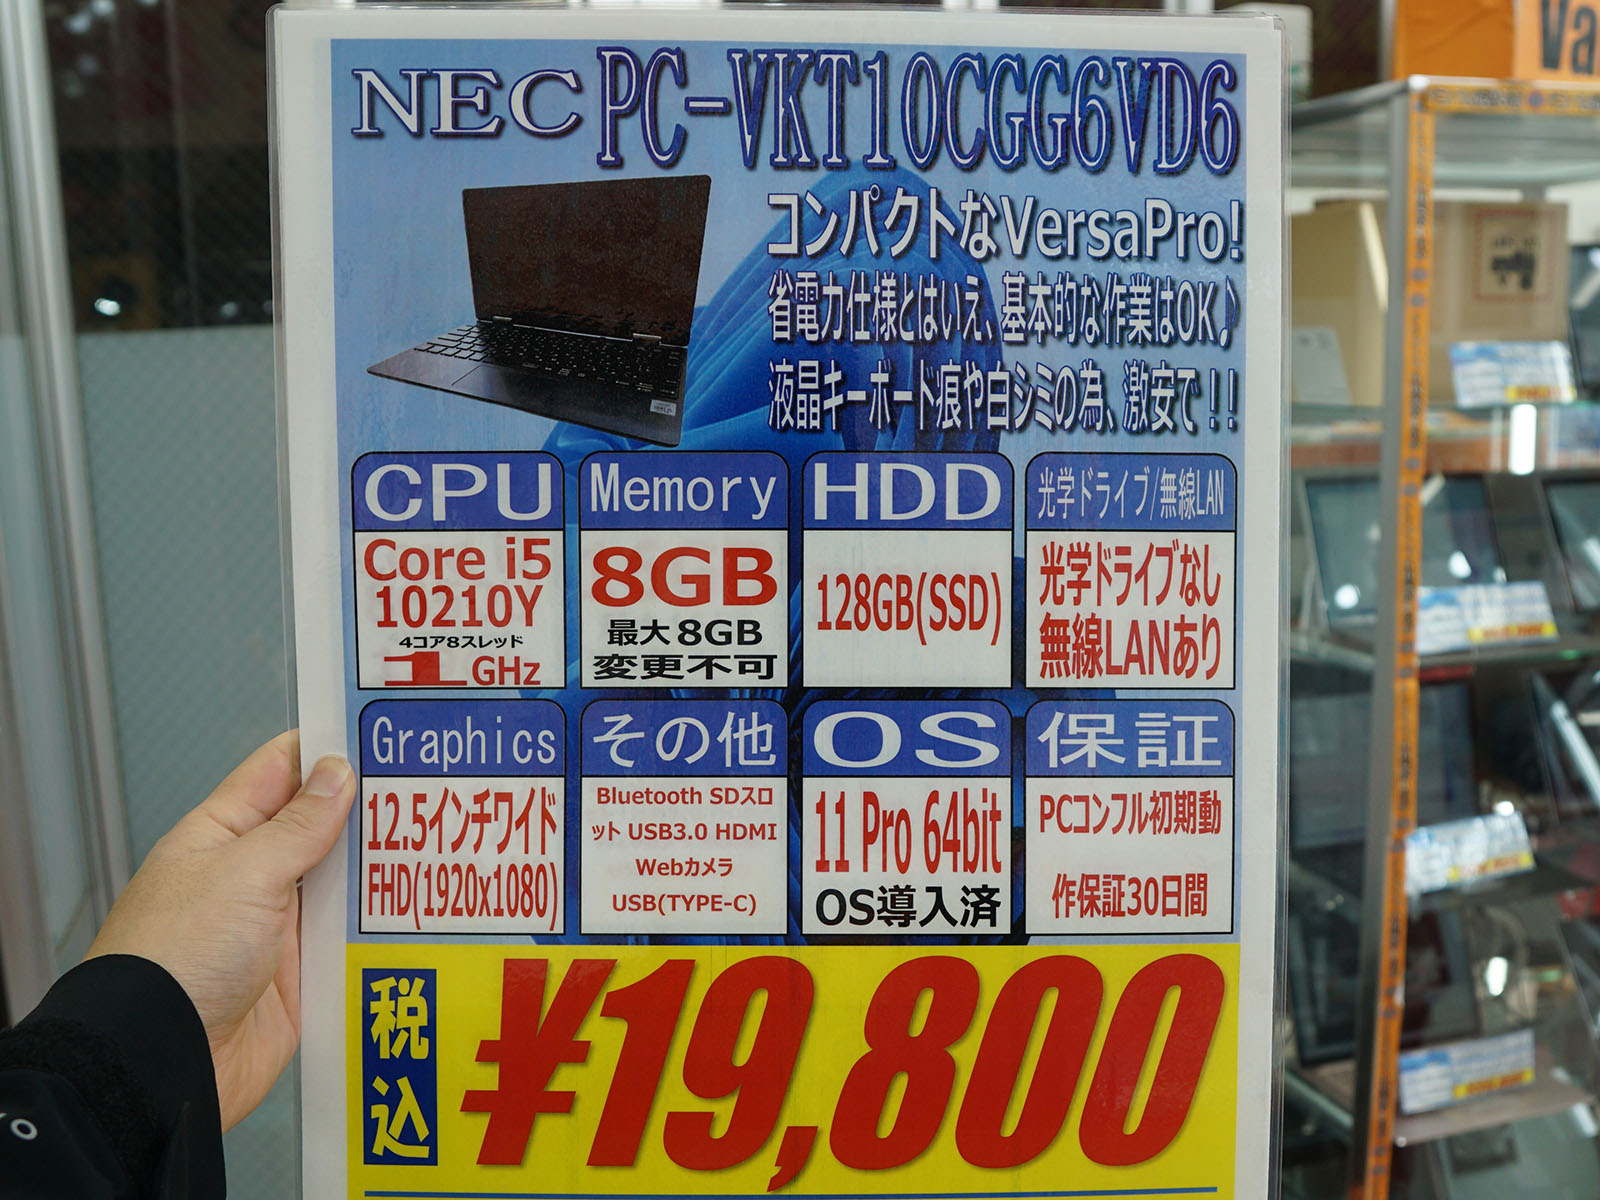 NEC PC-VKT10CGG6VD6
コンパクトなVersaPro!
省電力仕様とはいえ、基本的な作業はOK♪
液晶キーボード痕や白シミの為、激安で!!
CPU
Core i5
10210Y
4コア8スレッド
1GHz
Memory
8GB
最大8GB
変更不可
HDD
128GB(SSD)
光学ドライブ/無線LAN
光学ドライブなし
無線LANあり
Graphics
12.5インチワイド
FHD(1920x1080)
その他
Bluetooth SDスロ
ット USB3.0 HDMI
Webカメラ
USB(TYPE-C)
OS
11 Pro 64bit
OS導入済
保証
PCコンフル初期動
作保証30日間
税込
¥19,800
Va